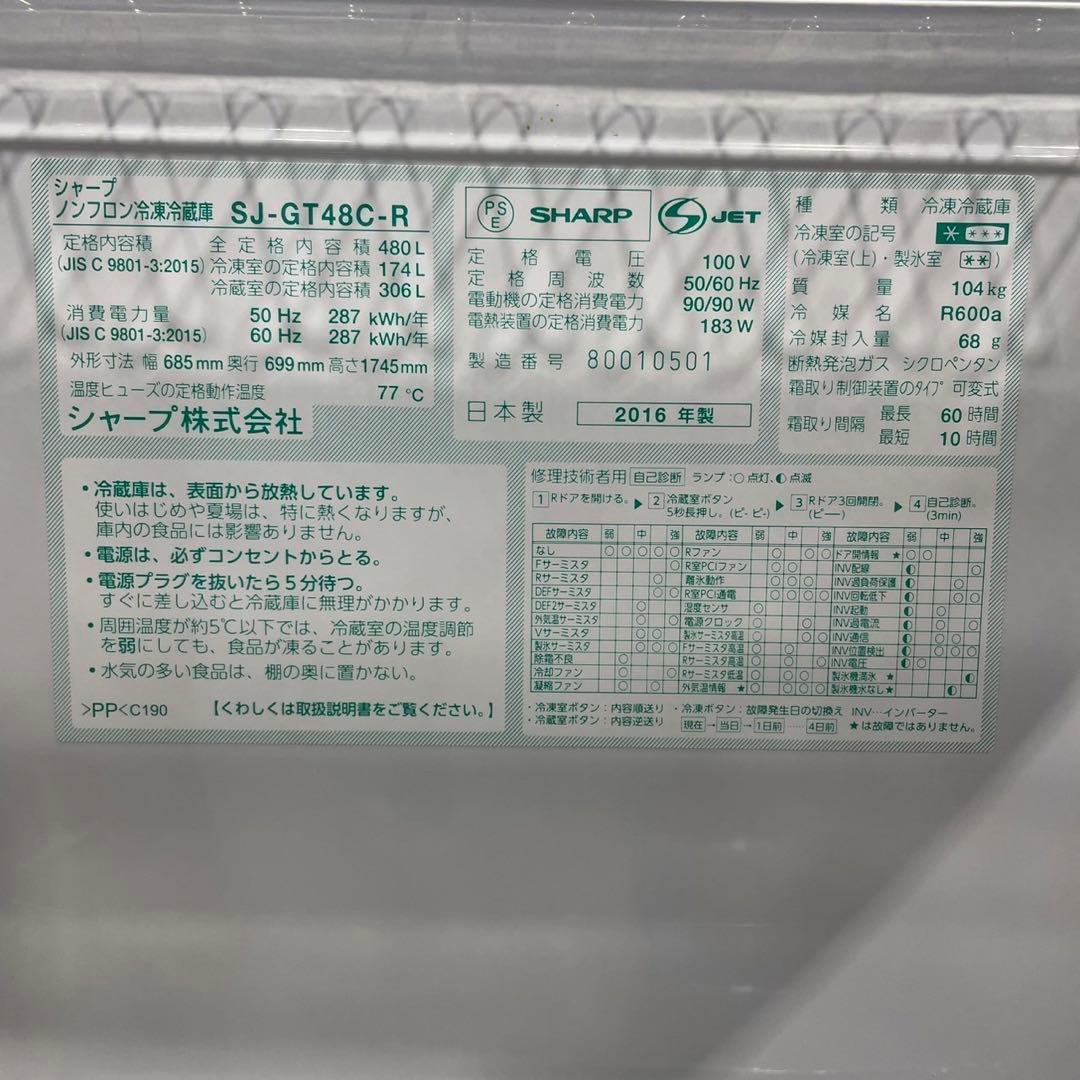 シャープ
ノンフロン冷凍冷蔵庫 SJ-GT48C-R
定格内容積 全定格内容積 480 L
(JIS C 9801-3:2015) 冷凍室の定格内容積 174 L
冷蔵室の定格内容積 306 L
消費電力量 50 Hz 287 kWh/年
(JIS C 9801-3:2015) 60 Hz 287 kWh/年
外形寸法 幅 685 mm 奥行 699 mm 高さ 1745 mm
温度ヒューズの定格動作温度 77 ℃
シャープ株式会社
PSE SHARP JET
定格電圧 100 V
定格周波数 50/60 Hz
電動機の定格消費電力 90/90 W
電熱装置の定格消費電力 183 W
製造番号 80010501
日本製 2016 年製
種類 冷凍冷蔵庫
冷凍室の記号 * ***
(冷凍室(上)・製氷室 **)
質量 104 kg
冷媒名 R600a
冷媒封入量 68 g
断熱発泡ガス シクロペンタン
霜取り制御装置のタイプ 可変式
霜取り間隔 最長 60 時間
最短 10 時間
・冷蔵庫は、表面から放熱しています。
使いはじめや夏場は、特に熱くなりますが、
庫内の食品には影響ありません。
・電源は、必ずコンセントからとる。
・電源プラグを抜いたら5分待つ。
すぐに差し込むと冷蔵庫に無理がかかります。
・周囲温度が約5℃以下では、冷蔵室の温度調節
を弱にしても、食品が凍ることがあります。
・水気の多い食品は、棚の奥に置かない。
>PP< C190 【くわしくは取扱説明書をご覧ください。】
修理技術者用 自己診断 ランプ:○点灯、◐点滅
1 Rドアを開ける。 ▶ 2 冷蔵室ボタン 5秒長押し。(ピ- ピ-) ▶ 3 Rドア3回開閉。(ピ―) ▶ 4 自己診断。(3min)
故障内容 弱 中 強 故障内容 弱 中 強 故障内容 弱 中 強
なし ○ ○ ○ ○ ○ Rファン ○ ○ ○ ドア開情報 ★ ◐ ○ ○
Fサーミスタ R室PCIファン INV配線
Rサーミスタ 離氷動作 INV過負荷保護
DEFサーミスタ R室PCI通電 INV回転低下
DEF2サーミスタ 湿度センサ INV起動
外気温サーミスタ 電源クロック INV過電流
Vサーミスタ 製氷サーミスタ高温 INV通信
製氷サーミスタ Fサーミスタ高温 INV位置検出
除霜不良 Rサーミスタ高温 INV電圧
冷却ファン Rサーミスタ低温 製氷機満氷 ★
凝縮ファン 外気温情報 ★ 製氷機水なし ★
・冷凍室ボタン:内容順送り ・冷凍ボタン:故障発生日の切換え INV…インバーター
・冷蔵室ボタン:内容逆送り 現在 → 当日 → 1日前 …… 4日前 ★は故障ではありません。